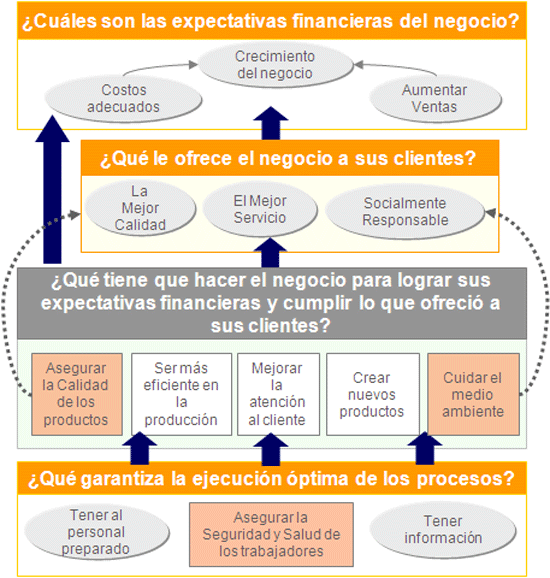 ¿Cuáles son las expectativas financieras del negocio?
Crecimiento
del negocio
Costos
adecuados
Aumentar
Ventas
¿Qué le ofrece el negocio a sus clientes?
La
Mejor
Calidad
El Mejor
Servicio
Socialmente
Responsable
¿Qué tiene que hacer el negocio para lograr sus
expectativas financieras y cumplir lo que ofreció a
sus clientes?
Asegurar
la Calidad
de los
productos
Ser más
eficiente en
la
producción
Mejorar
la
atención
al cliente
Crear
nuevos
productos
Cuidar el
medio
ambiente
¿Qué garantiza la ejecución óptima de los procesos?
Tener al
personal
preparado
Asegurar la
Seguridad y Salud de
los trabajadores
Tener
información